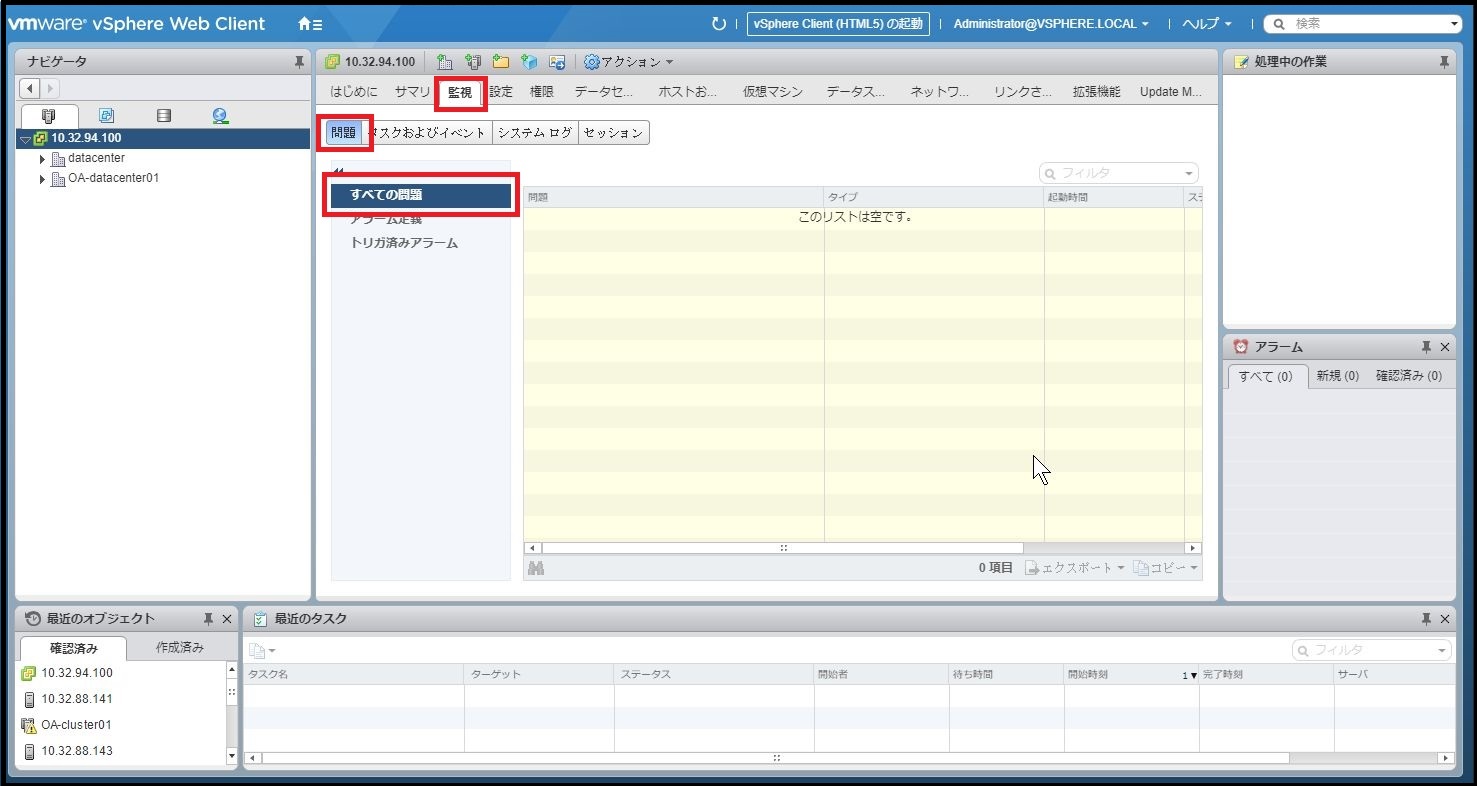 vmware® vSphere Web Client
vSphere Client (HTML5) の起動
Administrator@VSPHERE.LOCAL
ヘルプ
検索
ナビゲータ
10.32.94.100
datacenter
OA-datacenter01
10.32.94.100
アクション
はじめに サマリ 監視 設定 権限 データセ... ホストお... 仮想マシン データス... ネットワ... リンクさ... 拡張機能 Update M...
問題 タスクおよびイベント システム ログ セッション
すべての問題
アラーム定義
トリガ済みアラーム
フィルタ
問題 タイプ 起動時間 ステ
このリストは空です。
0 項目 エクスポート コピー
処理中の作業
アラーム
すべて (0) 新規 (0) 確認済み (0)
最近のオブジェクト
確認済み 作成済み
10.32.94.100
10.32.88.141
OA-cluster01
10.32.88.143
最近のタスク
フィルタ
タスク名 ターゲット ステータス 開始者 待ち時間 開始時刻 1▼ 完了時刻 サーバ